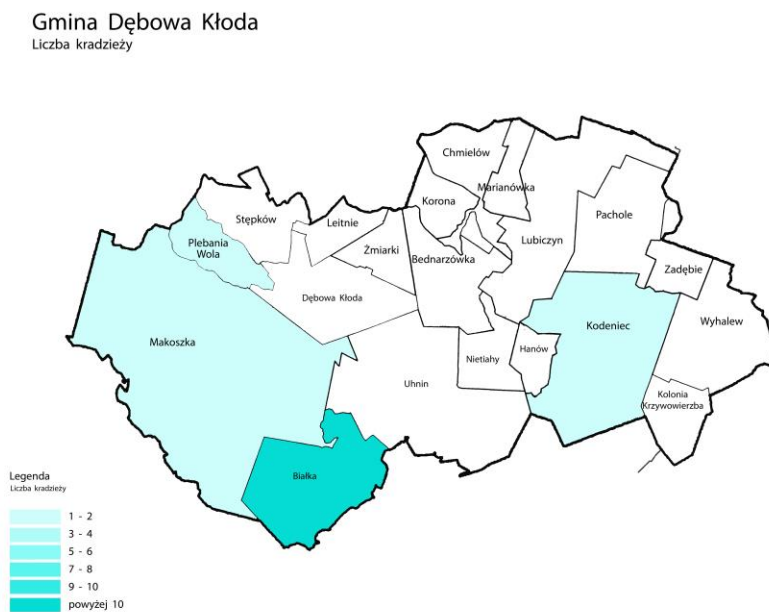 Gmina Dębowa Kłoda
Liczba kradzieży
Chmielów
Marianówka
Korona
Pachole
Stępków
Leitnie
Plebania
Wola
Żmiarki
Lubiczyn
Bednarzówka
Zadębie
Dębowa Kłoda
Wyhalew
Kodeniec
Makoszka
Hanów
Nietiahy
Uhnin
Kolonia
Krzywowierzba
Białka
Legenda
Liczba kradzieży
1 - 2
3 - 4
5 - 6
7 - 8
9 - 10
powyżej 10